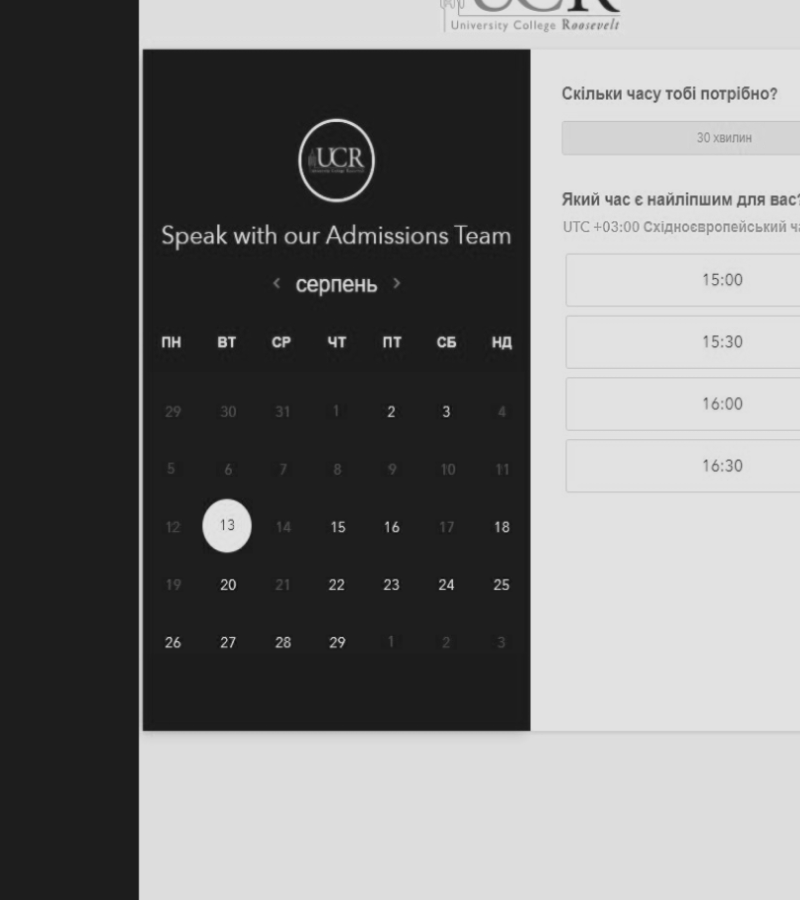 UCR
University College Roosevelt
UCR
Speak with our Admissions Team
< серпень >
ПН ВТ СР ЧТ ПТ СБ НД
29 30 31 1 2 3 4
5 6 7 8 9 10 11
12 13 14 15 16 17 18
19 20 21 22 23 24 25
26 27 28 29 1 2 3
Скільки часу тобі потрібно?
30 хвилин
Який час є найліпшим для вас?
UTC +03:00 Східноєвропейський ча
15:00
15:30
16:00
16:30